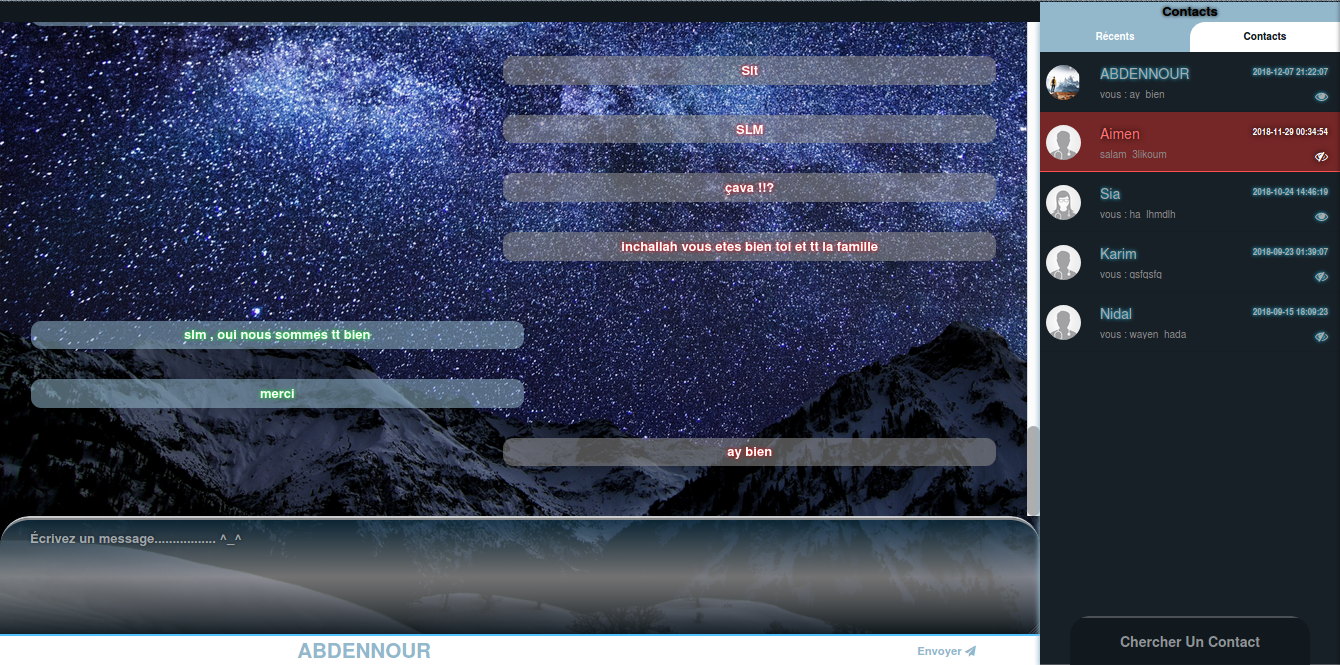 Slt
SLM
çava !!?
inchallah vous etes bien toi et tt la famille
slm , oui nous sommes tt bien
merci
ay bien
Écrivez un message................. ^_^
ABDENNOUR
Envoyer
Contacts
Récents
Contacts
ABDENNOUR
2018-12-07 21:22:07
vous : ay bien
Aimen
2018-11-29 00:34:54
salam 3likoum
Sia
2018-10-24 14:46:19
vous : ha lhmdlh
Karim
2018-09-23 01:39:07
vous : qsfqsfq
Nidal
2018-09-15 18:09:23
vous : wayen hada
Chercher Un Contact